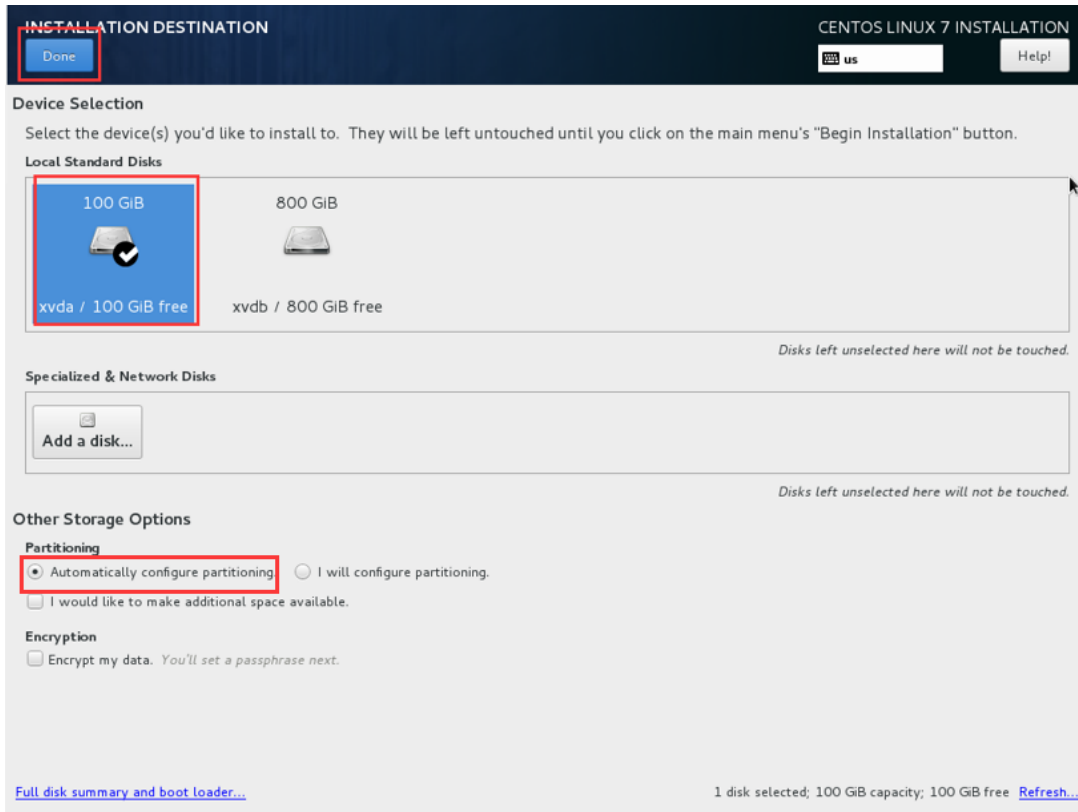 INSTALLATION DESTINATION
CENTOS LINUX 7 INSTALLATION
Done
us
Help!
Device Selection
Select the device(s) you'd like to install to. They will be left untouched until you click on the main menu's "Begin Installation" button.
Local Standard Disks
100 GiB
800 GiB
xvda / 100 GiB free
xvdb / 800 GiB free
Disks left unselected here will not be touched.
Specialized & Network Disks
Add a disk...
Disks left unselected here will not be touched.
Other Storage Options
Partitioning
Automatically configure partitioning. I will configure partitioning.
I would like to make additional space available.
Encryption
Encrypt my data. You'll set a passphrase next.
Full disk summary and boot loader...
1 disk selected; 100 GiB capacity; 100 GiB free Refresh...